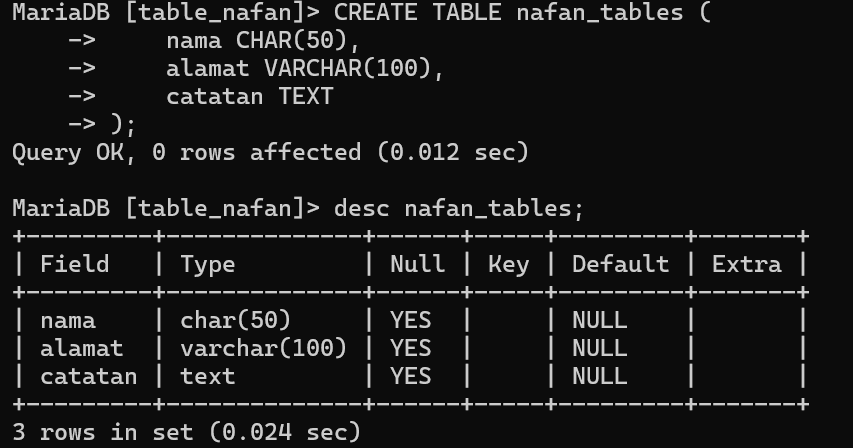 MariaDB [table_nafan]> CREATE TABLE nafan_tables (
    ->     nama CHAR(50),
    ->     alamat VARCHAR(100),
    ->     catatan TEXT
    -> );
Query OK, 0 rows affected (0.012 sec)

MariaDB [table_nafan]> desc nafan_tables;
+---------+--------------+------+-----+---------+-------+
| Field   | Type         | Null | Key | Default | Extra |
+---------+--------------+------+-----+---------+-------+
| nama    | char(50)     | YES  |     | NULL    |       |
| alamat  | varchar(100) | YES  |     | NULL    |       |
| catatan | text         | YES  |     | NULL    |       |
+---------+--------------+------+-----+---------+-------+
3 rows in set (0.024 sec)